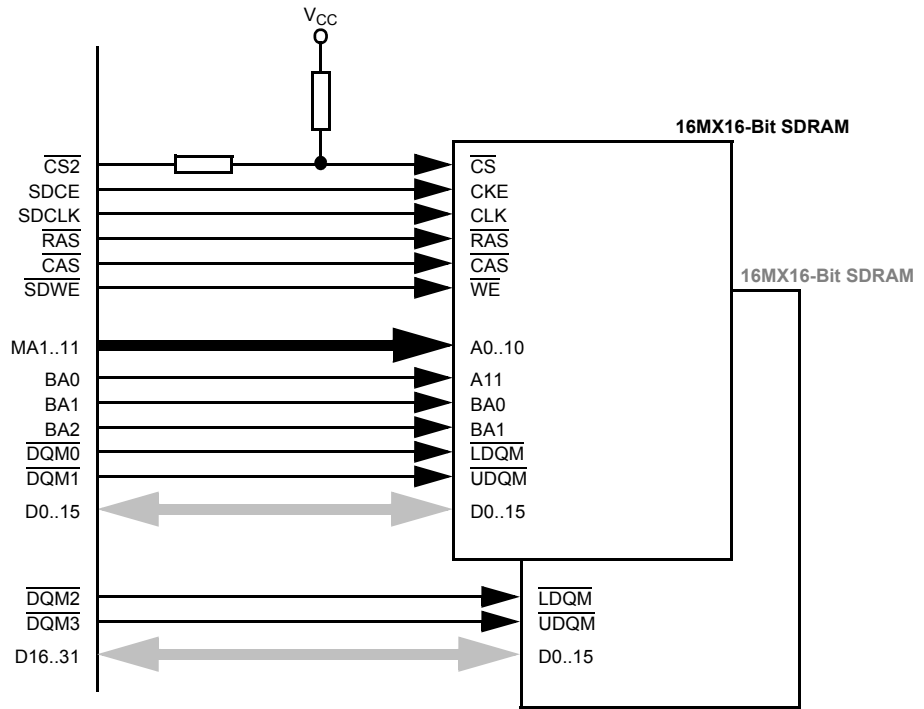 VCC
16MX16-Bit SDRAM
CS2 CS
SDCE CKE
SDCLK CLK
RAS RAS
CAS CAS
SDWE WE
16MX16-Bit SDRAM
MA1..11 A0..10
BA0 A11
BA1 BA0
BA2 BA1
DQM0 LDQM
DQM1 UDQM
D0..15 D0..15
DQM2 LDQM
DQM3 UDQM
D16..31 D0..15